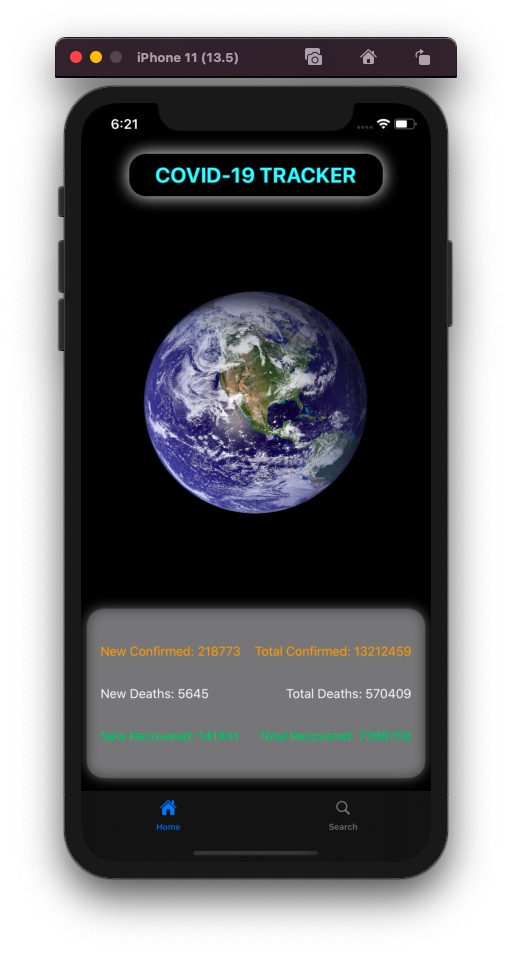 iPhone 11 (13.5)
6:21
COVID-19 TRACKER
New Confirmed: 218773 Total Confirmed: 13212459
New Deaths: 5645 Total Deaths: 570409
New Recovered: 141941 Total Recovered:
Home Search